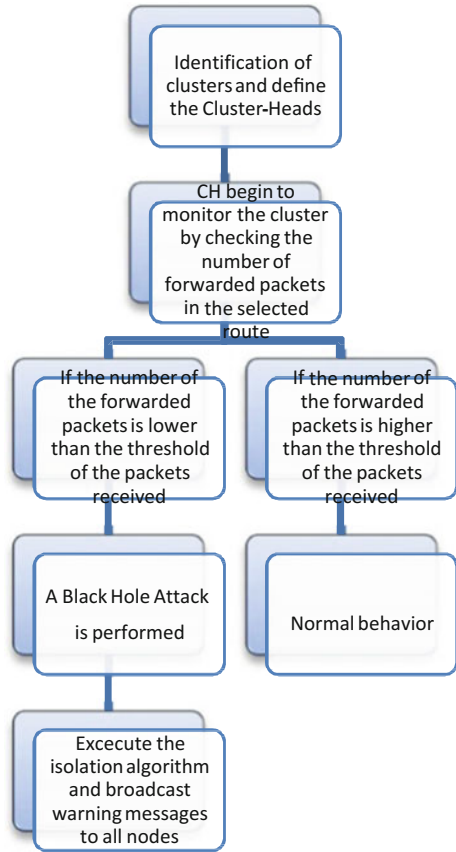 Identification of
clusters and define
the Cluster-Heads
CH begin to
monitor the cluster
by checking the
number of
forwarded packets
in the selected
route
If the number of
the forwarded
packets is lower
than the threshold
of the packets
received
If the number of
the forwarded
packets is higher
than the threshold
of the packets
received
A Black Hole Attack
is performed
Normal behavior
Excecute the
isolation algorithm
and broadcast
warning messages
to all nodes